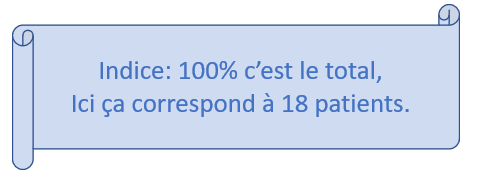 Indice: 100% c’est le total,
Ici ça correspond à 18 patients.